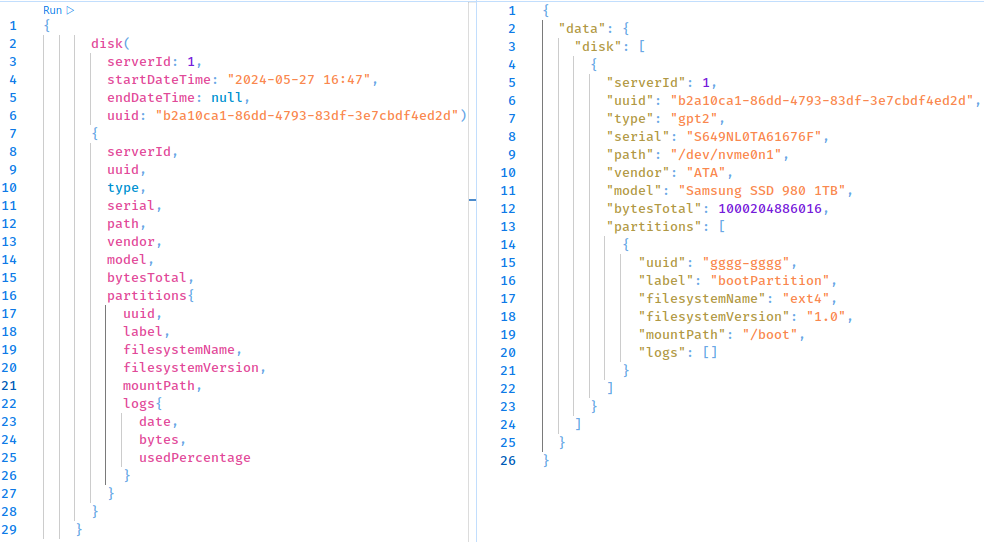 Run ▷
1 {
2 disk(
3 serverId: 1,
4 startDateTime: "2024-05-27 16:47",
5 endDateTime: null,
6 uuid: "b2a10ca1-86dd-4793-83df-3e7cbdf4ed2d")
7 {
8 serverId,
9 uuid,
10 type,
11 serial,
12 path,
13 vendor,
14 model,
15 bytesTotal,
16 partitions{
17 uuid,
18 label,
19 filesystemName,
20 filesystemVersion,
21 mountPath,
22 logs{
23 date,
24 bytes,
25 usedPercentage
26 }
27 }
28 }
29 }
1 {
2 "data": {
3 "disk": [
4 {
5 "serverId": 1,
6 "uuid": "b2a10ca1-86dd-4793-83df-3e7cbdf4ed2d",
7 "type": "gpt2",
8 "serial": "S649NL0TA61676F",
9 "path": "/dev/nvme0n1",
10 "vendor": "ATA",
11 "model": "Samsung SSD 980 1TB",
12 "bytesTotal": 1000204886016,
13 "partitions": [
14 {
15 "uuid": "gggg-gggg",
16 "label": "bootPartition",
17 "filesystemName": "ext4",
18 "filesystemVersion": "1.0",
19 "mountPath": "/boot",
20 "logs": []
21 }
22 ]
23 }
24 ]
25 }
26 }